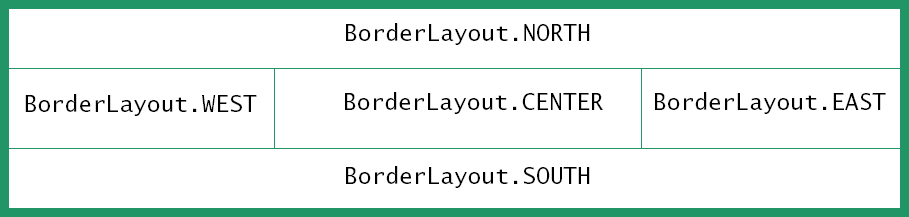 BorderLayout.NORTH
BorderLayout.WEST BorderLayout.CENTER BorderLayout.EAST
BorderLayout.SOUTH